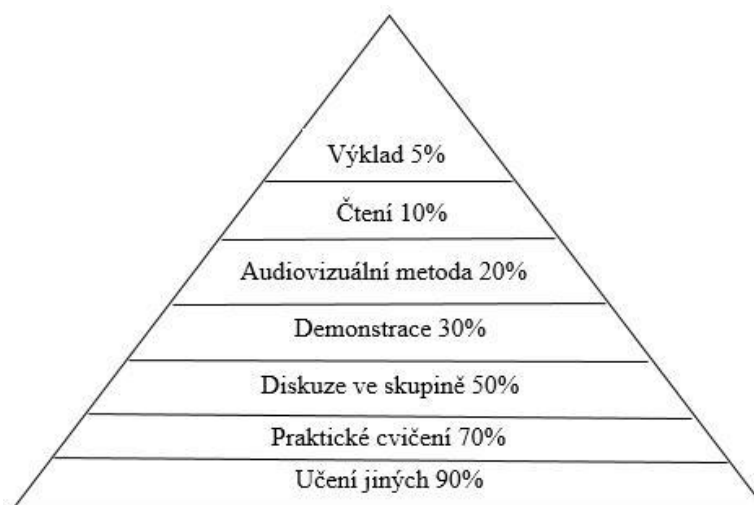 Výklad 5%
Čtení 10%
Audiovizuální metoda 20%
Demonstrace 30%
Diskuze ve skupině 50%
Praktické cvičení 70%
Učení jiných 90%